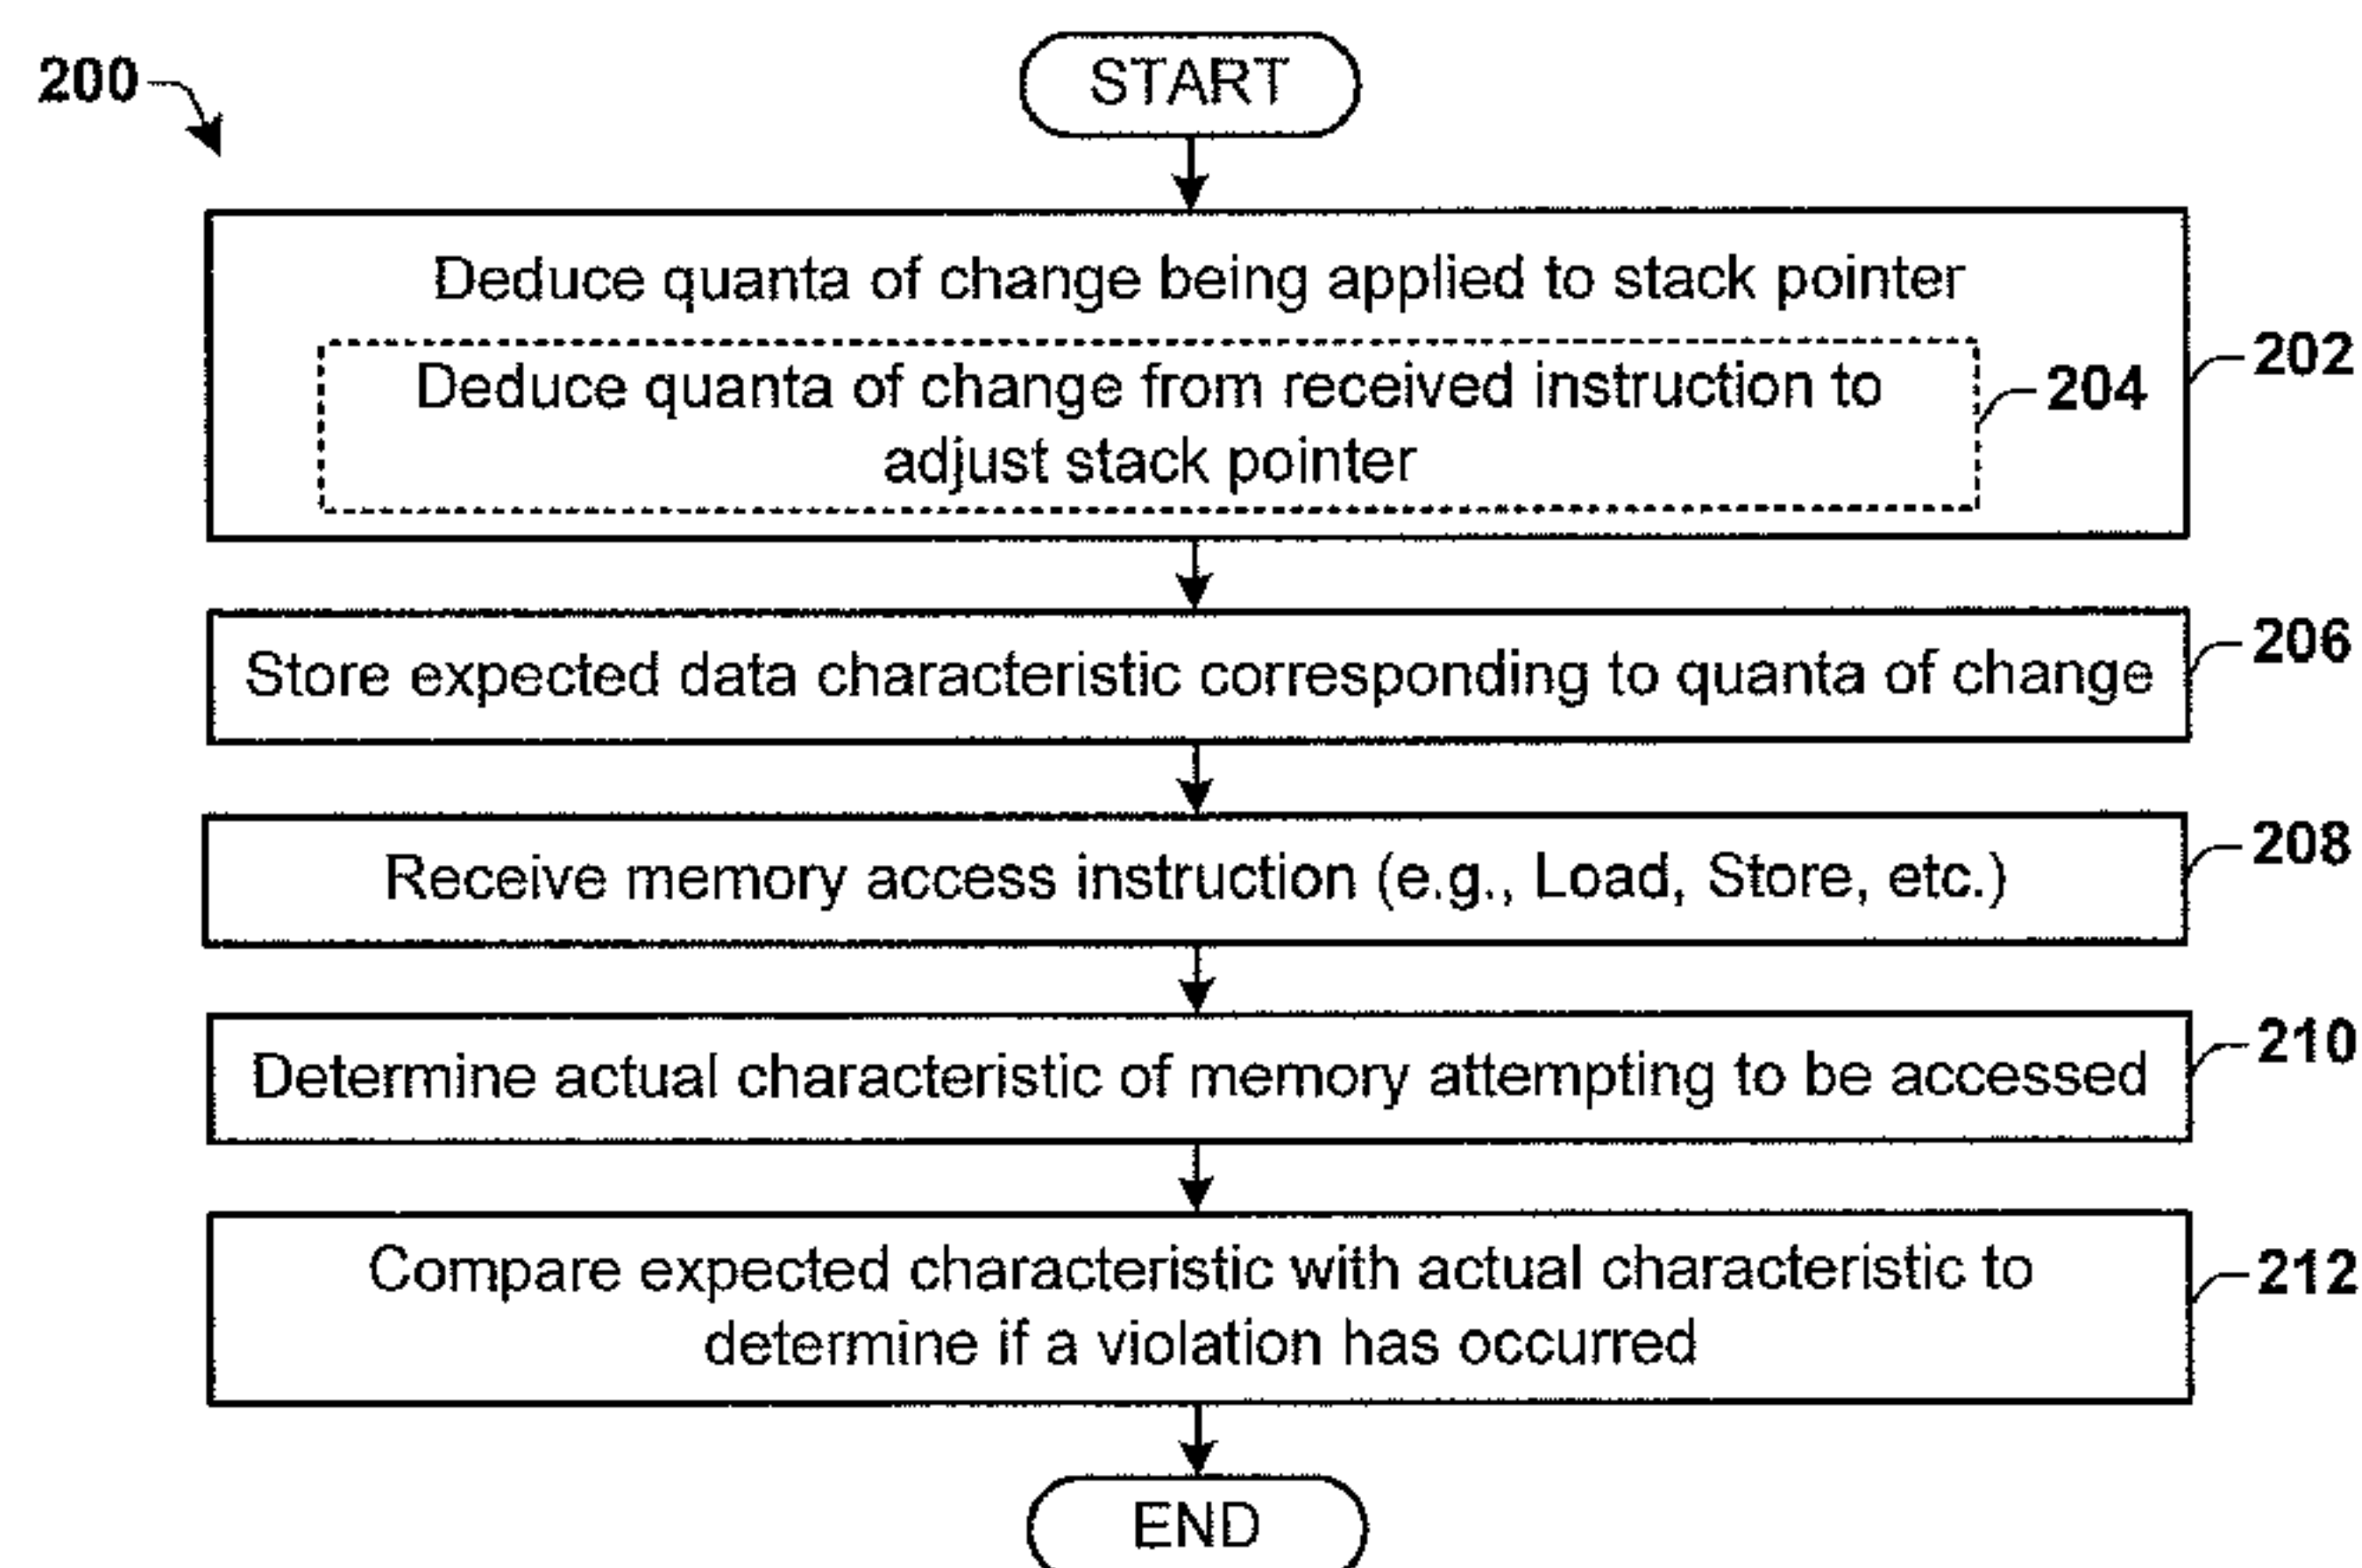 200
START
Deduce quanta of change being applied to stack pointer
202
Deduce quanta of change from received instruction to
204
adjust stack pointer
206
Store expected data characteristic corresponding to quanta of change
208
Receive memory access instruction (e.g., Load, Store, etc.)
210
Determine actual characteristic of memory attempting to be accessed
Compare expected characteristic with actual characteristic to
212
determine if a violation has occurred
END